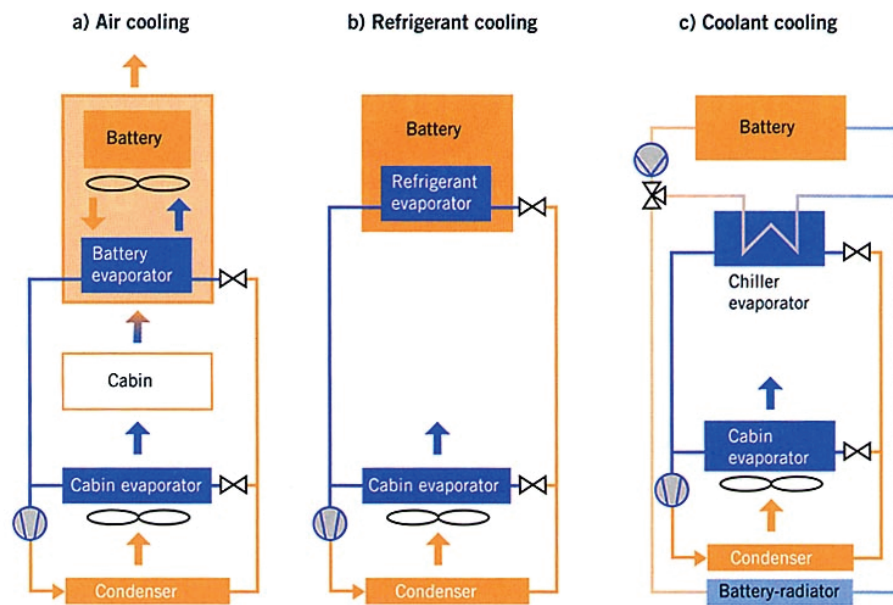 a) Air cooling
Battery
Battery
evaporator
Cabin
Cabin evaporator
Condenser
b) Refrigerant cooling
Battery
Refrigerant
evaporator
Cabin evaporator
Condenser
c) Coolant cooling
Battery
Chiller
evaporator
Cabin
evaporator
Condenser
Battery-radiator